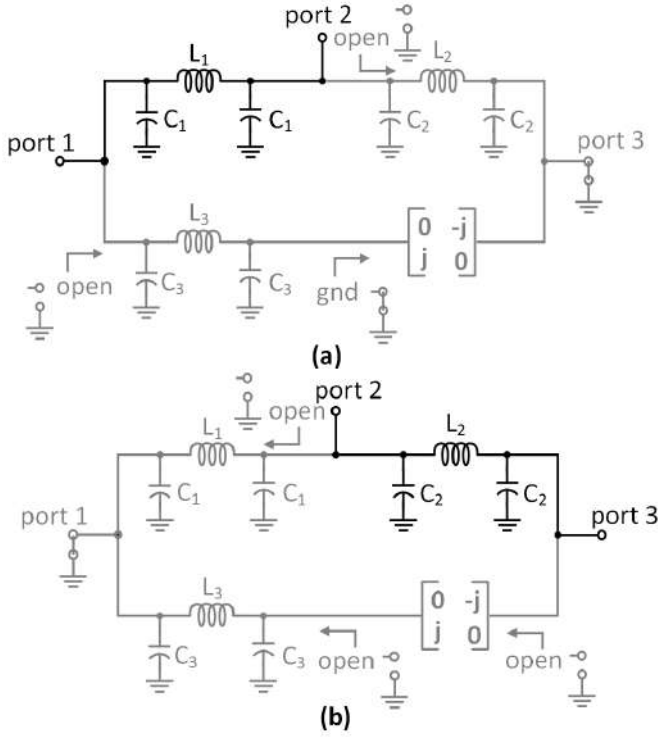 port 2
open
L1
L2
C1
C1
C2
C2
port 1
port 3
L3
0 -j
j 0
open
C3
C3
gnd
(a)
port 2
open
L1
L2
C1
C1
C2
C2
port 1
port 3
L3
0 -j
j 0
C3
C3
open
open
(b)